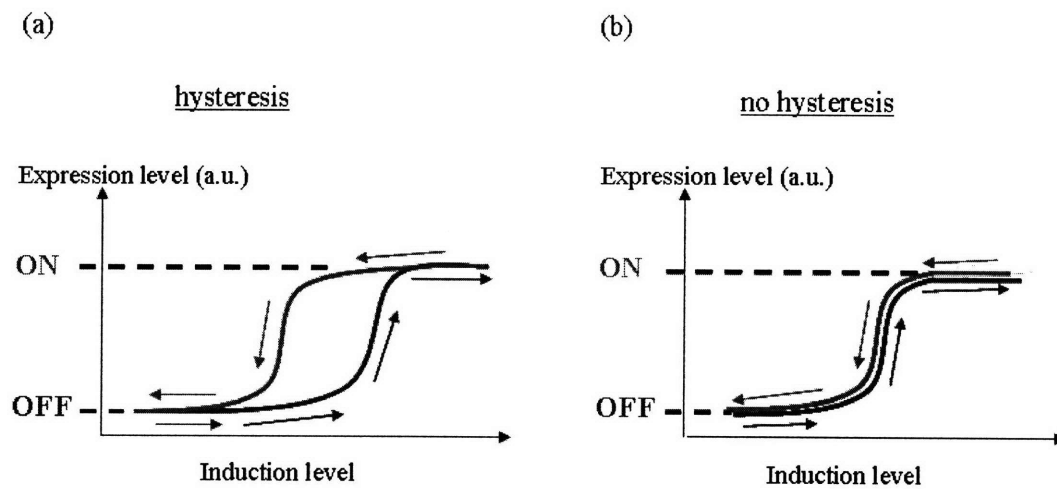 (a)
hysteresis
Expression level (a.u.)
ON
OFF
Induction level
(b)
no hysteresis
Expression level (a.u.)
ON
OFF
Induction level